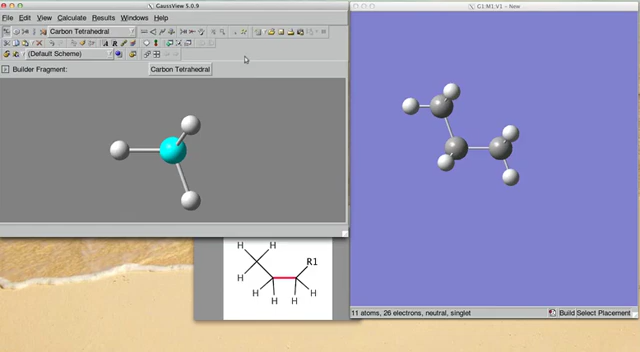 GaussView 5.0.9
File Edit View Calculate Results Windows Help
Carbon Tetrahedral
(Default Scheme)
Builder Fragment: Carbon Tetrahedral
G1:M1:V1 - New
H H
H R1
H H H H
11 atoms, 26 electrons, neutral, singlet
Build Select Placement